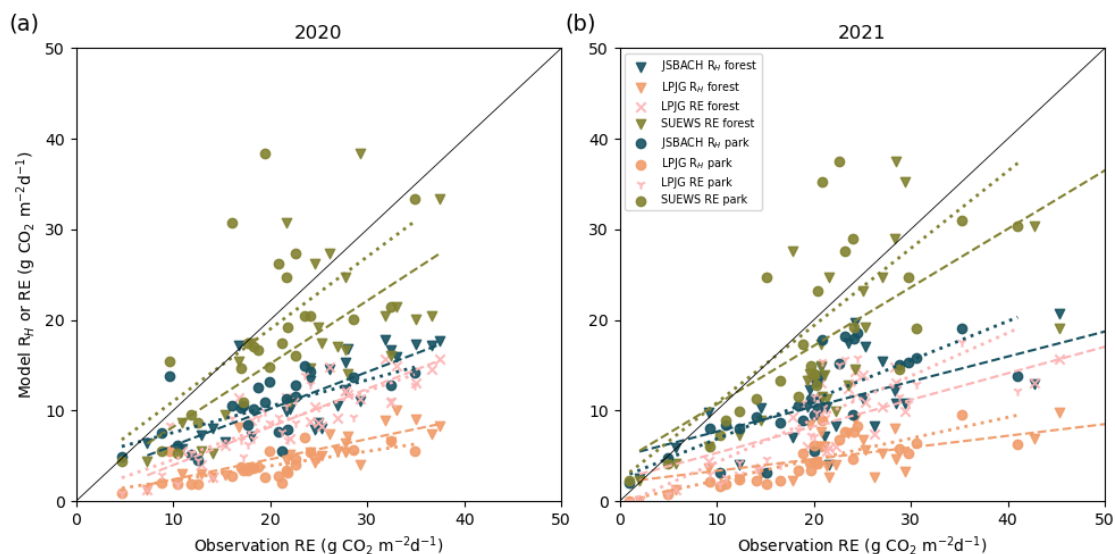 (a)
2020
50
40
30
20
10
0
0
10
20
30
40
50
Model R_H or RE (g CO₂ m⁻²d⁻¹)
Observation RE (g CO₂ m⁻²d⁻¹)
(b)
2021
JSBACH R_H forest
LPJG R_H forest
LPJG RE forest
SUEWS RE forest
JSBACH R_H park
LPJG R_H park
LPJG RE park
SUEWS RE park
50
40
30
20
10
0
0
10
20
30
40
50
Observation RE (g CO₂ m⁻²d⁻¹)